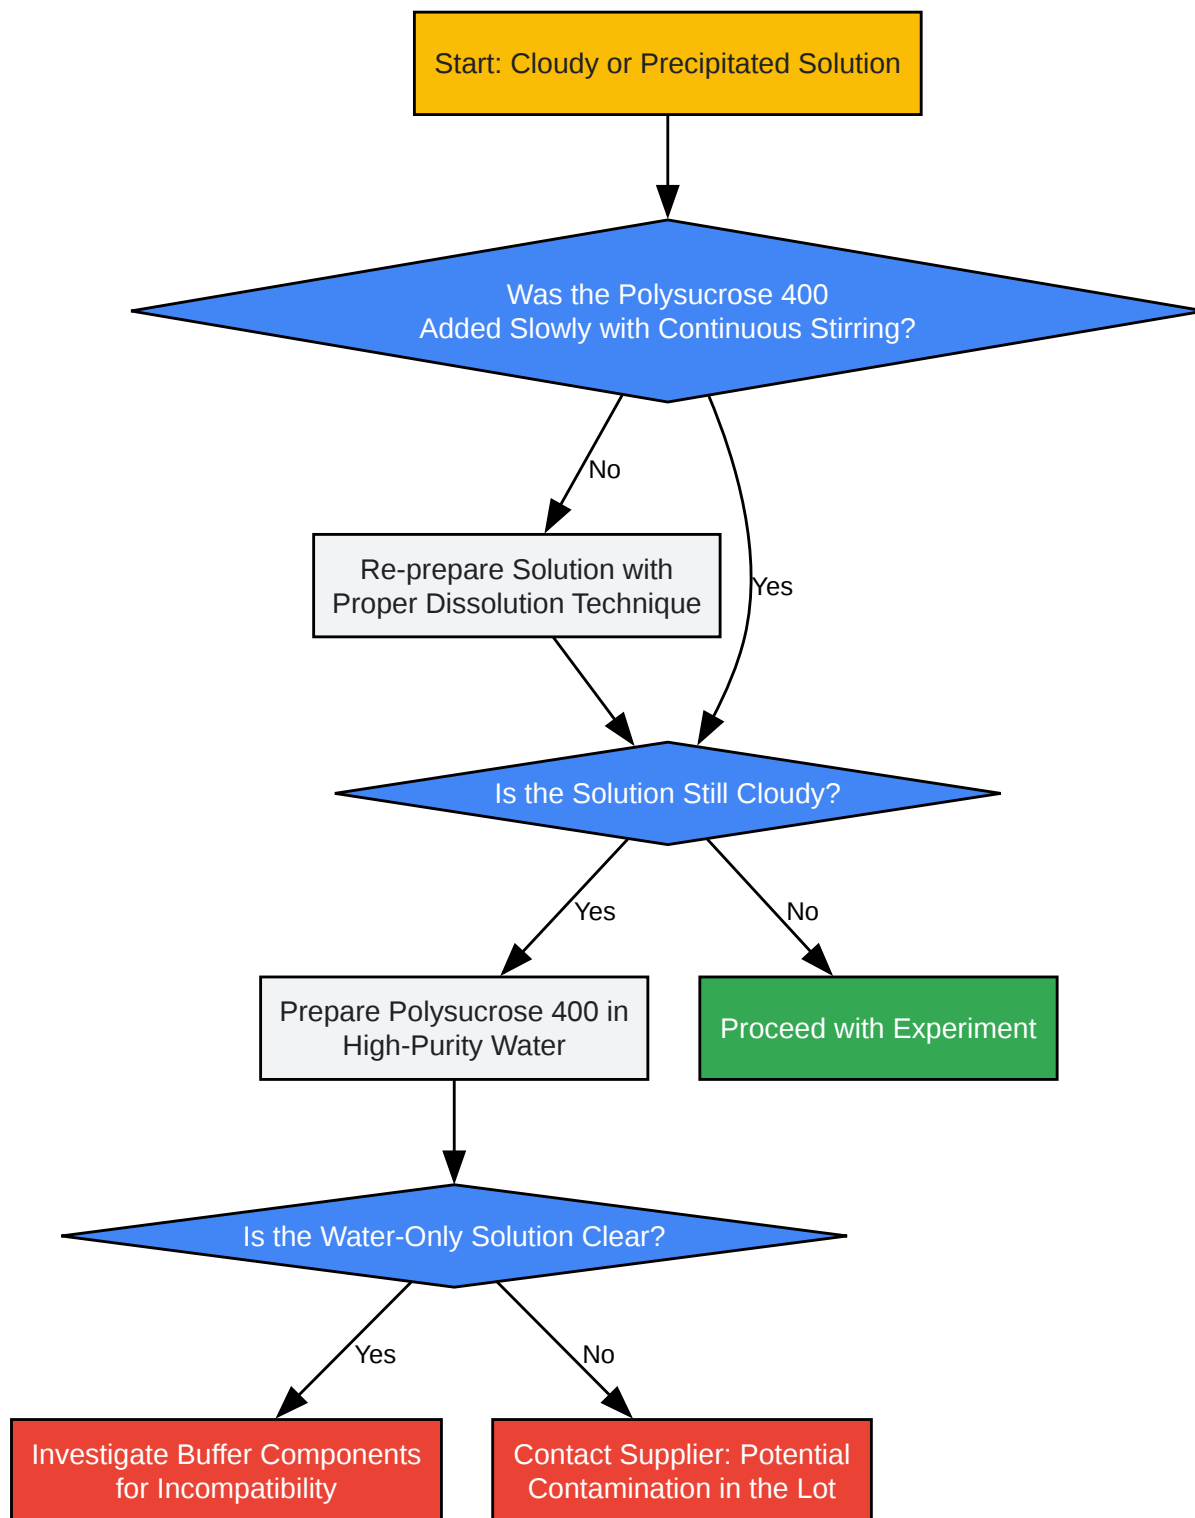 Start: Cloudy or Precipitated Solution
Was the Polysucrose 400
Added Slowly with Continuous Stirring?
No
Re-prepare Solution with
Proper Dissolution Technique
Yes
Is the Solution Still Cloudy?
Yes
No
Prepare Polysucrose 400 in
High-Purity Water
Proceed with Experiment
Is the Water-Only Solution Clear?
Yes
No
Investigate Buffer Components
for Incompatibility
Contact Supplier: Potential
Contamination in the Lot